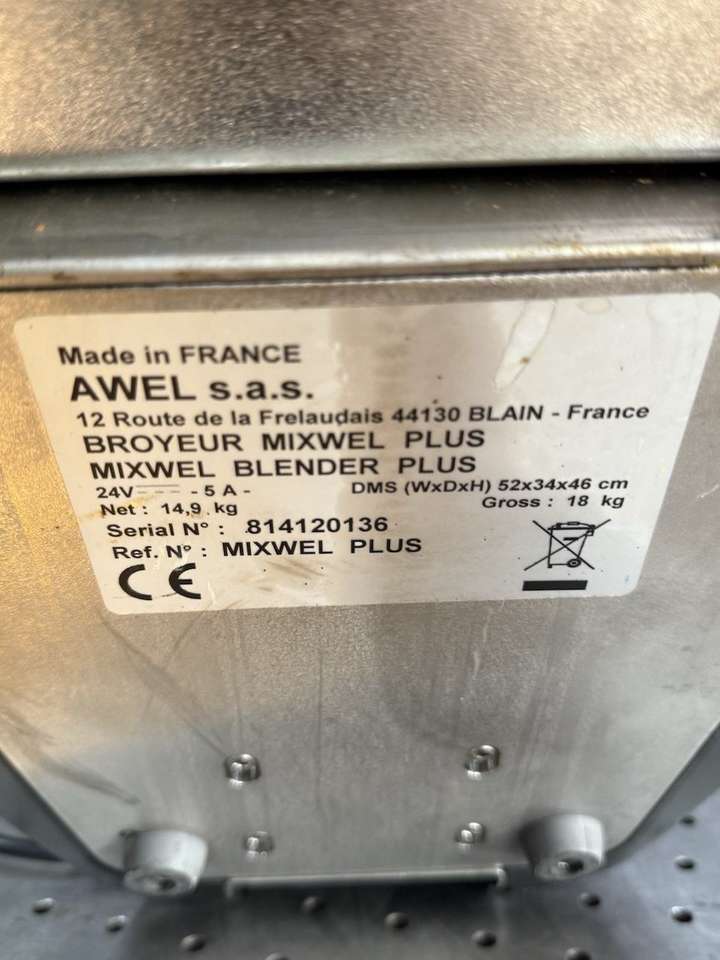 Made in FRANCE
AWEL s.a.s.
12 Route de la Frelaudais 44130 BLAIN - France
BROYEUR MIXWEL PLUS
MIXWEL BLENDER PLUS
24V - 5 A - DMS (WxDxH) 52x34x46 cm
Net : 14,9 kg Gross : 18 kg
Serial N° : 814120136
Ref. N° : MIXWEL PLUS
CE